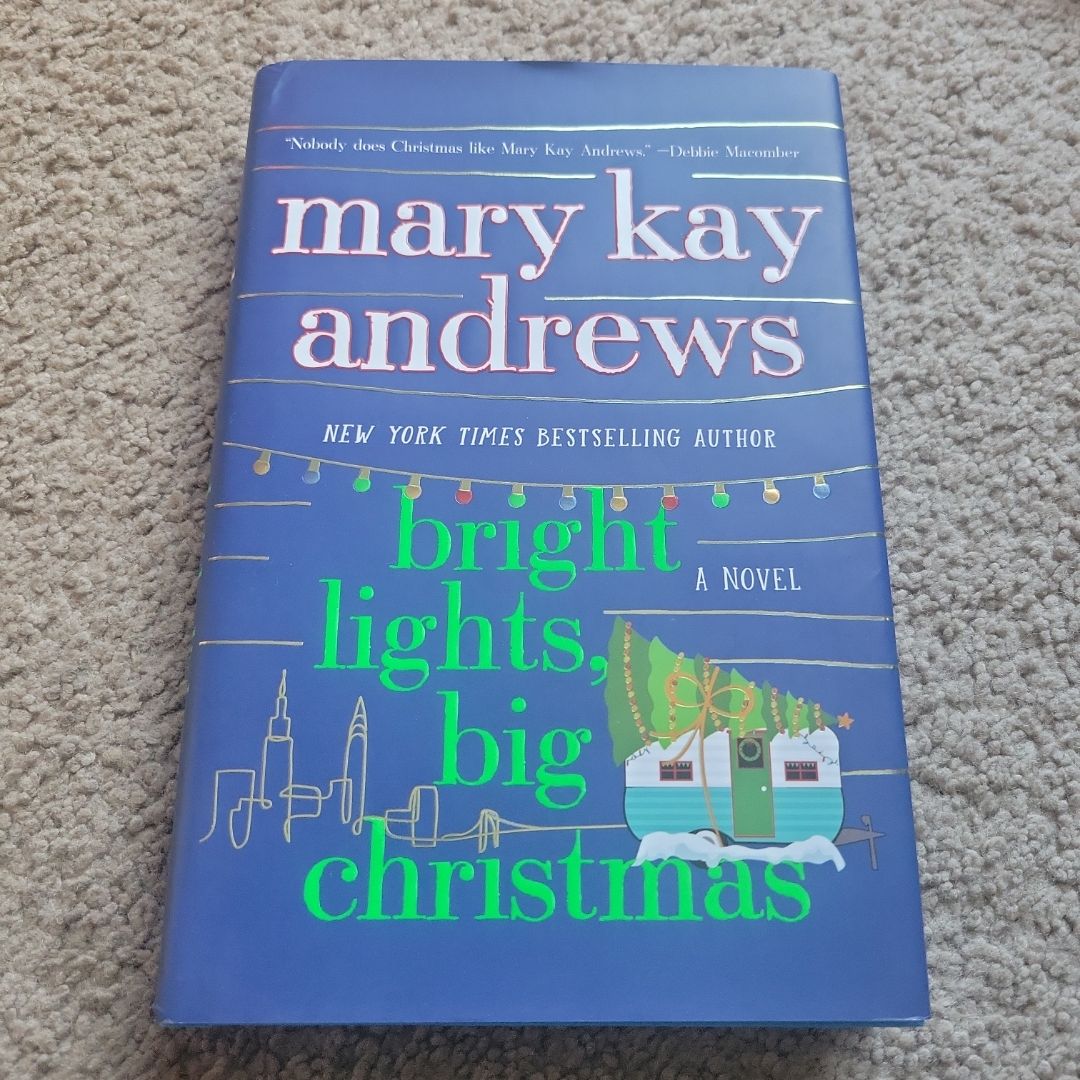 “Nobody does Christmas like Mary Kay Andrews.” —Debbie Macomber
mary kay
andrews
NEW YORK TIMES BESTSELLING AUTHOR
bright
A NOVEL
lights,
big
christmas